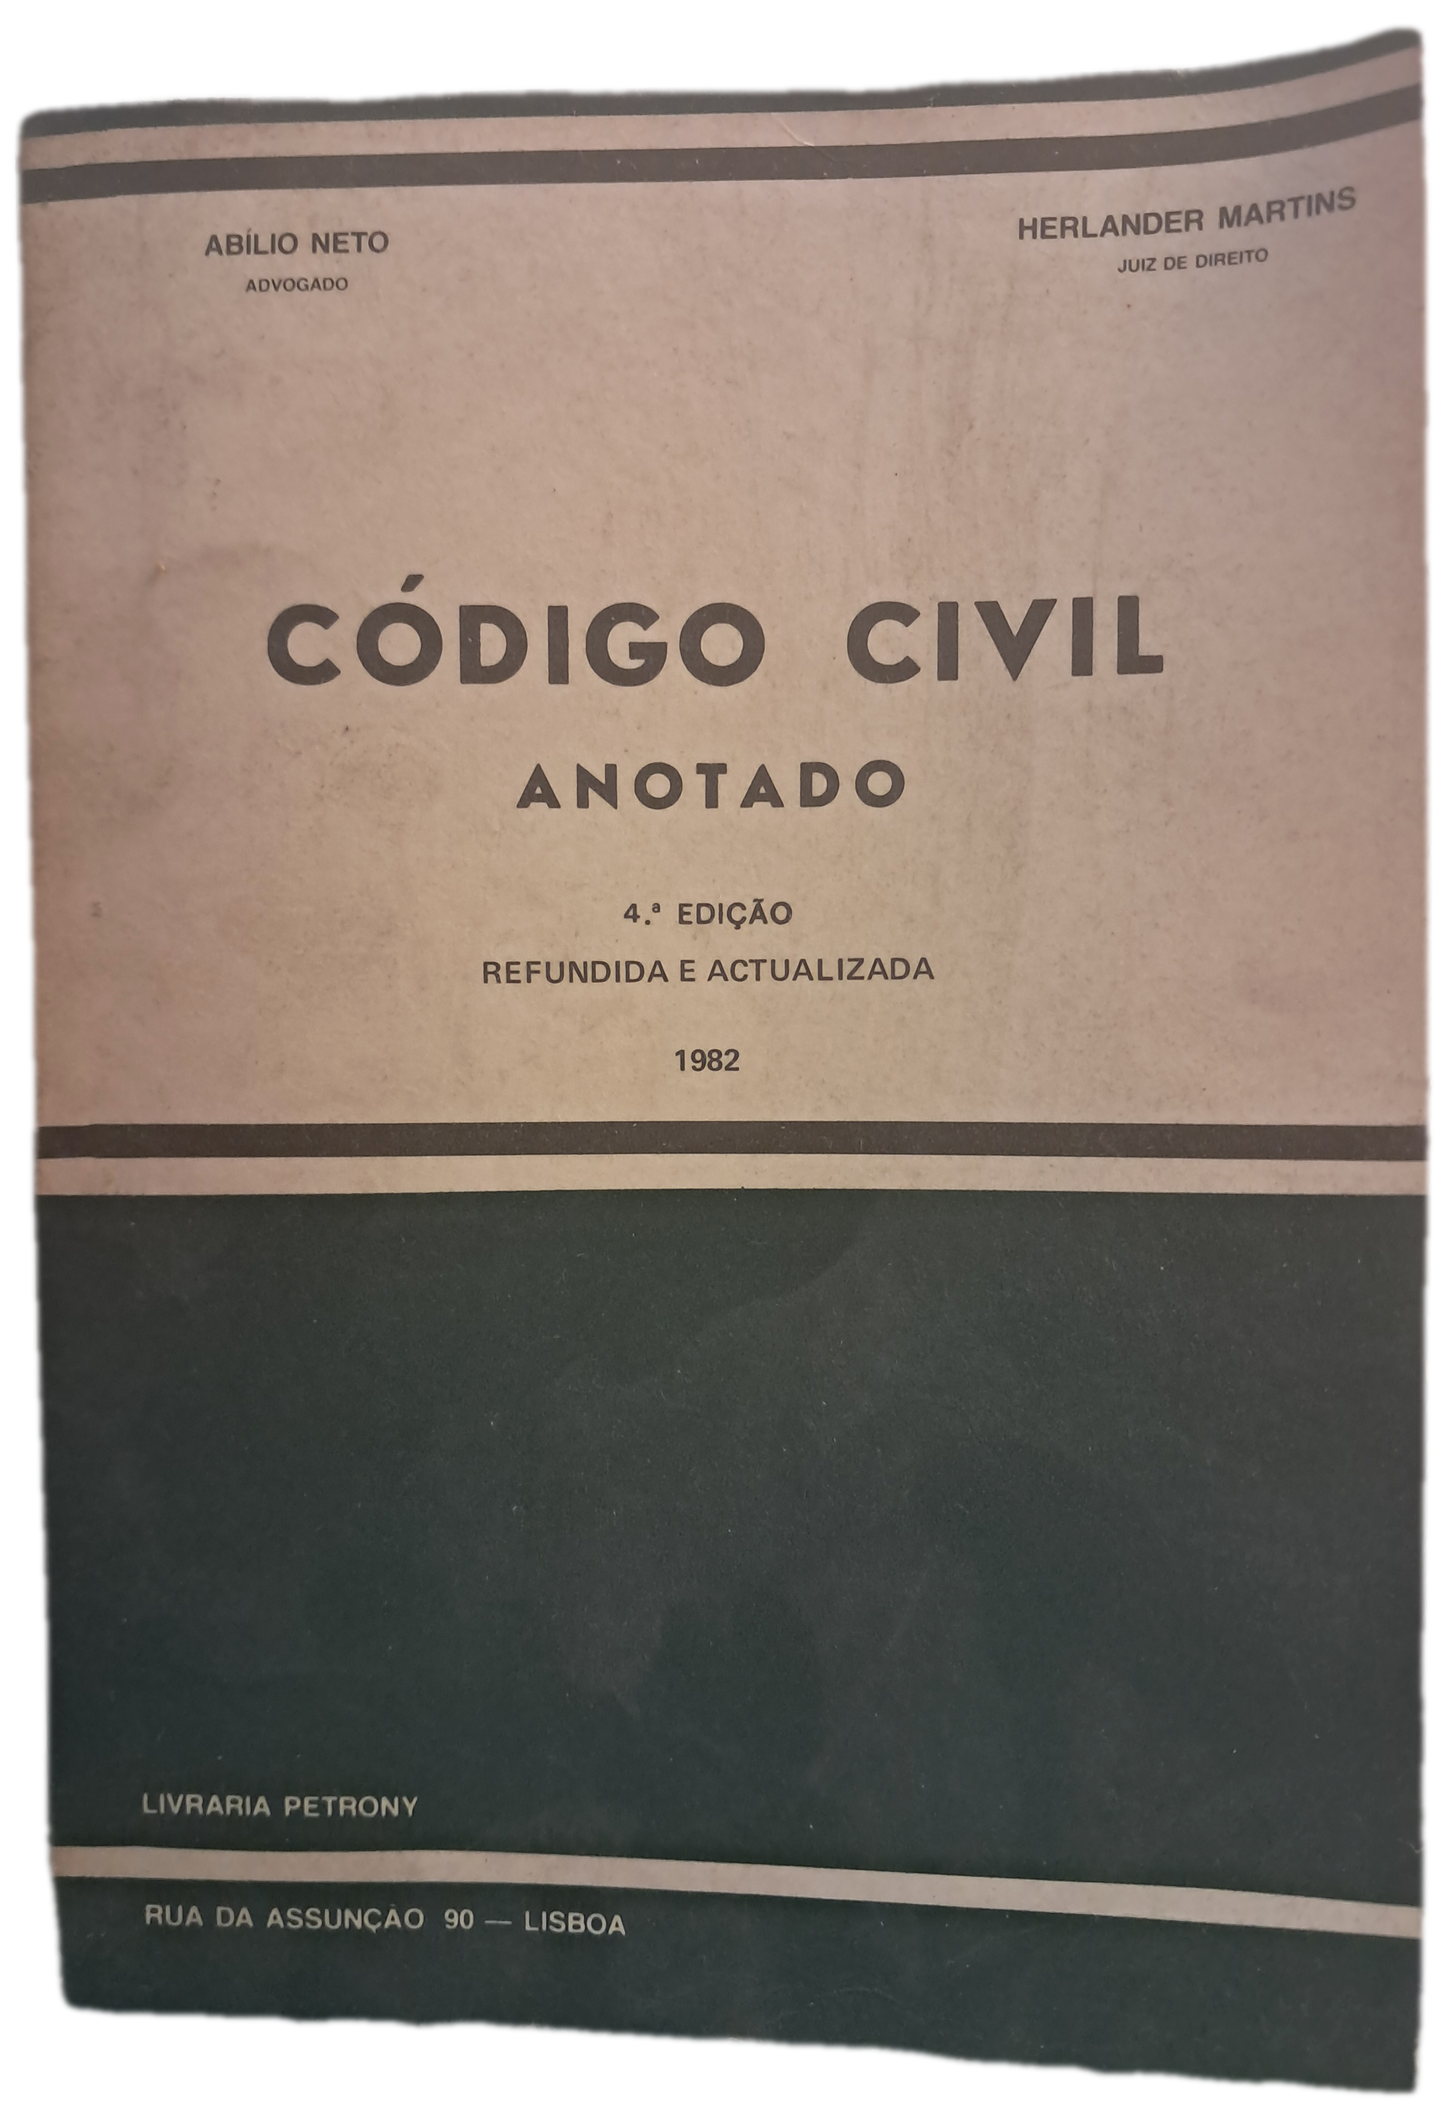 ABÍLIO NETO
ADVOGADO
HERLANDER MARTINS
JUIZ DE DIREITO
CÓDIGO CIVIL
ANOTADO
4.ª EDIÇÃO
REFUNDIDA E ACTUALIZADA
1982
LIVRARIA PETRONY
RUA DA ASSUNÇÃO 90 — LISBOA